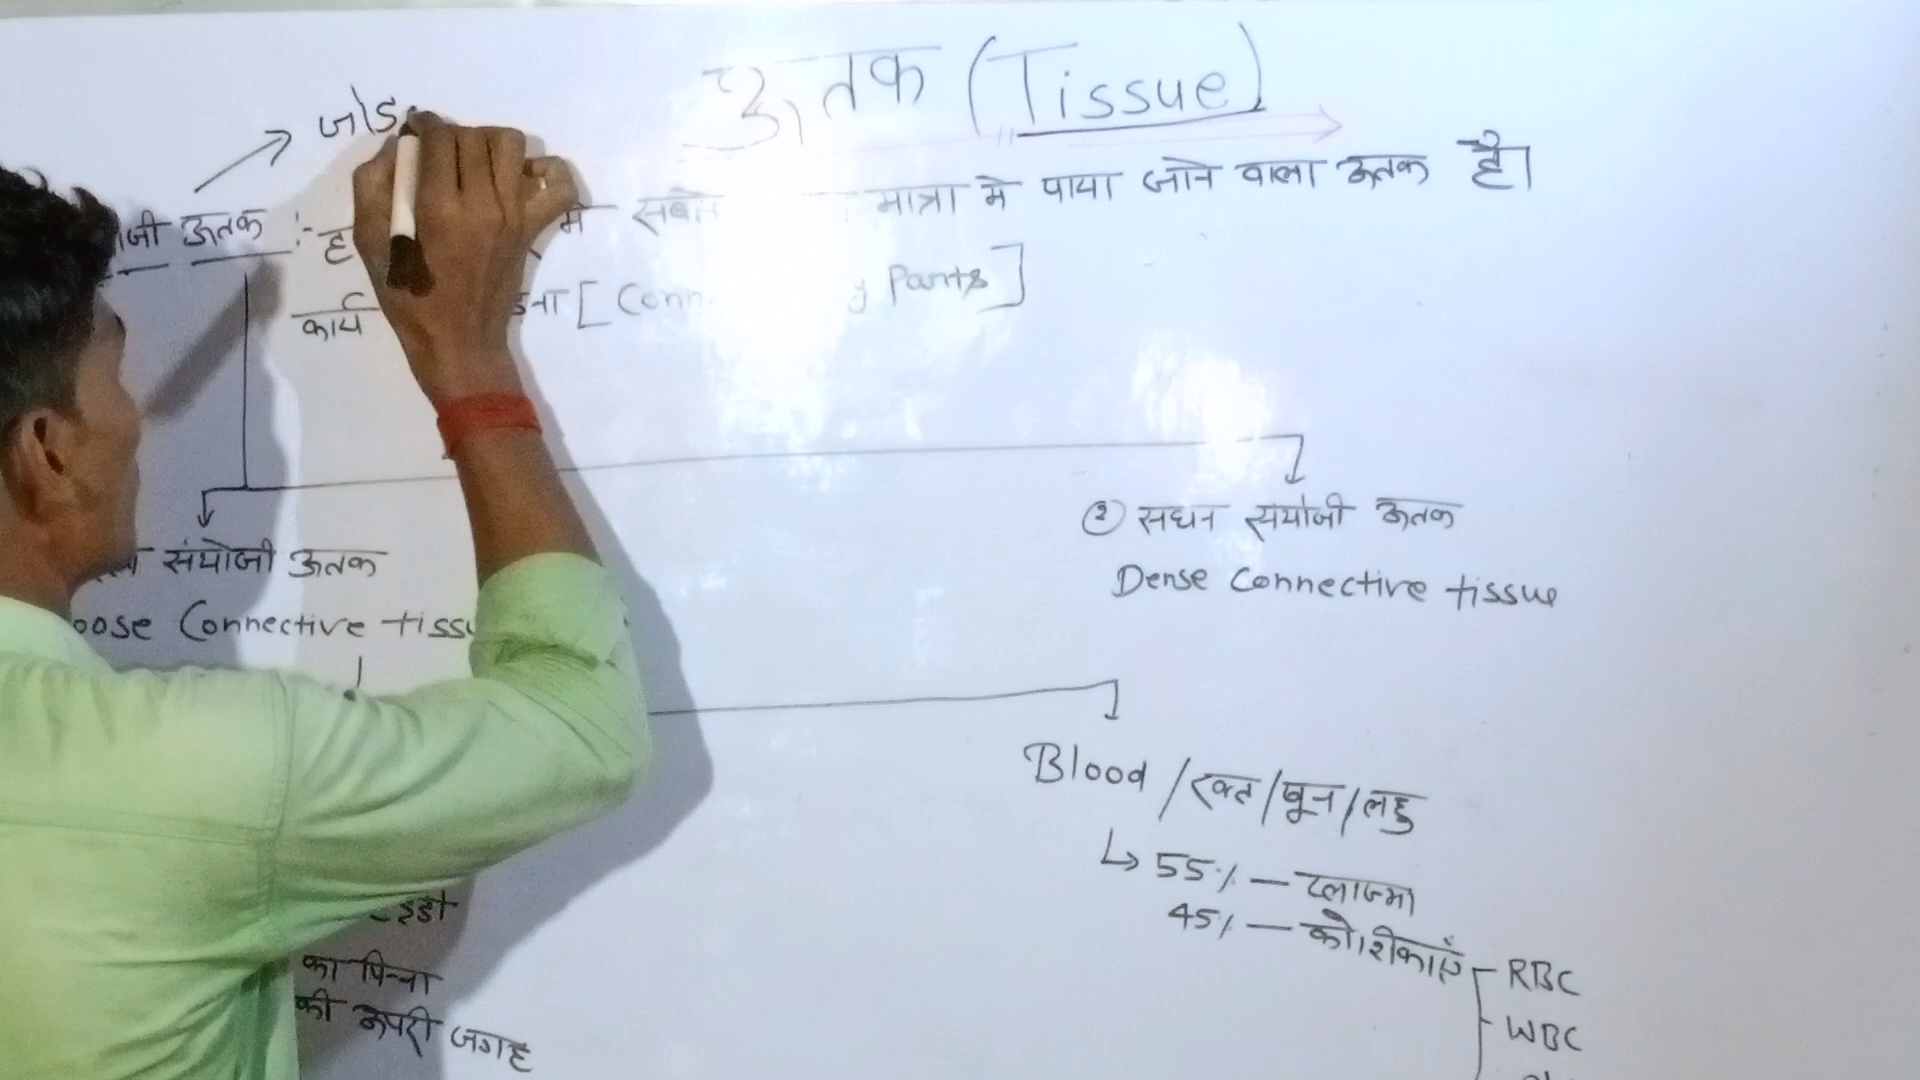 ऊतक (Tissue)
जोड़
जी ऊतक :- ह में सबसे मात्रा मे पाया जाने वाला ऊतक है।
कार्य ड़ना [Conn y Parts]
② सघन संयोजी ऊतक
Dense Connective tissue
संयोजी ऊतक
oose Connective tissu
Blood / रक्त / खून / लहु
↳ 55% — प्लाज्मा
45% — कोशीकाएँ
RBC
WBC
का पिन्ना
की ऊपरी जगह